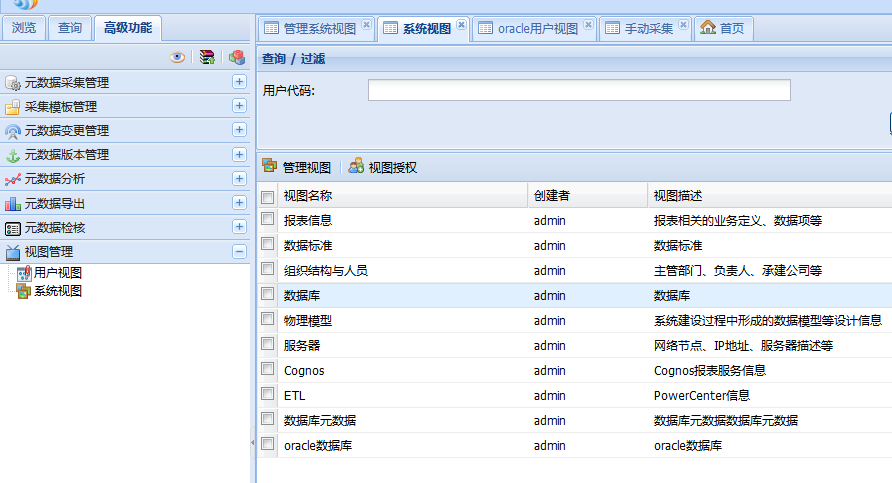 浏览 查询 高级功能
元数据采集管理
采集模板管理
元数据变更管理
元数据版本管理
元数据分析
元数据导出
元数据检核
视图管理
用户视图
系统视图
管理系统视图 系统视图 oracle用户视图 手动采集 首页
查询 / 过滤
用户代码:
管理视图 视图授权
视图名称 创建者 视图描述
报表信息 admin 报表相关的业务定义、数据项等
数据标准 admin 数据标准
组织结构与人员 admin 主管部门、负责人、承建公司等
数据库 admin 数据库
物理模型 admin 系统建设过程中形成的数据模型等设计信息
服务器 admin 网络节点、IP地址、服务器描述等
Cognos admin Cognos报表服务信息
ETL admin PowerCenter信息
数据库元数据 admin 数据库元数据数据库元数据
oracle数据库 admin oracle数据库